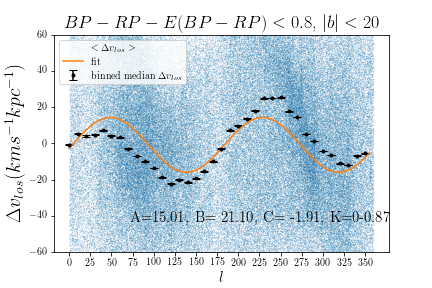 BP − RP − E(BP − RP) < 0.8, |b| < 20
< Δv_los >
fit
binned median Δv_los
60
40
20
0
−20
−40
−60
Δv_los(kms⁻¹kpc⁻¹)
A=15.01, B= 21.10, C= -1.91, K=0-0.87
0 25 50 75 100 125 150 175 200 225 250 275 300 325 350
l